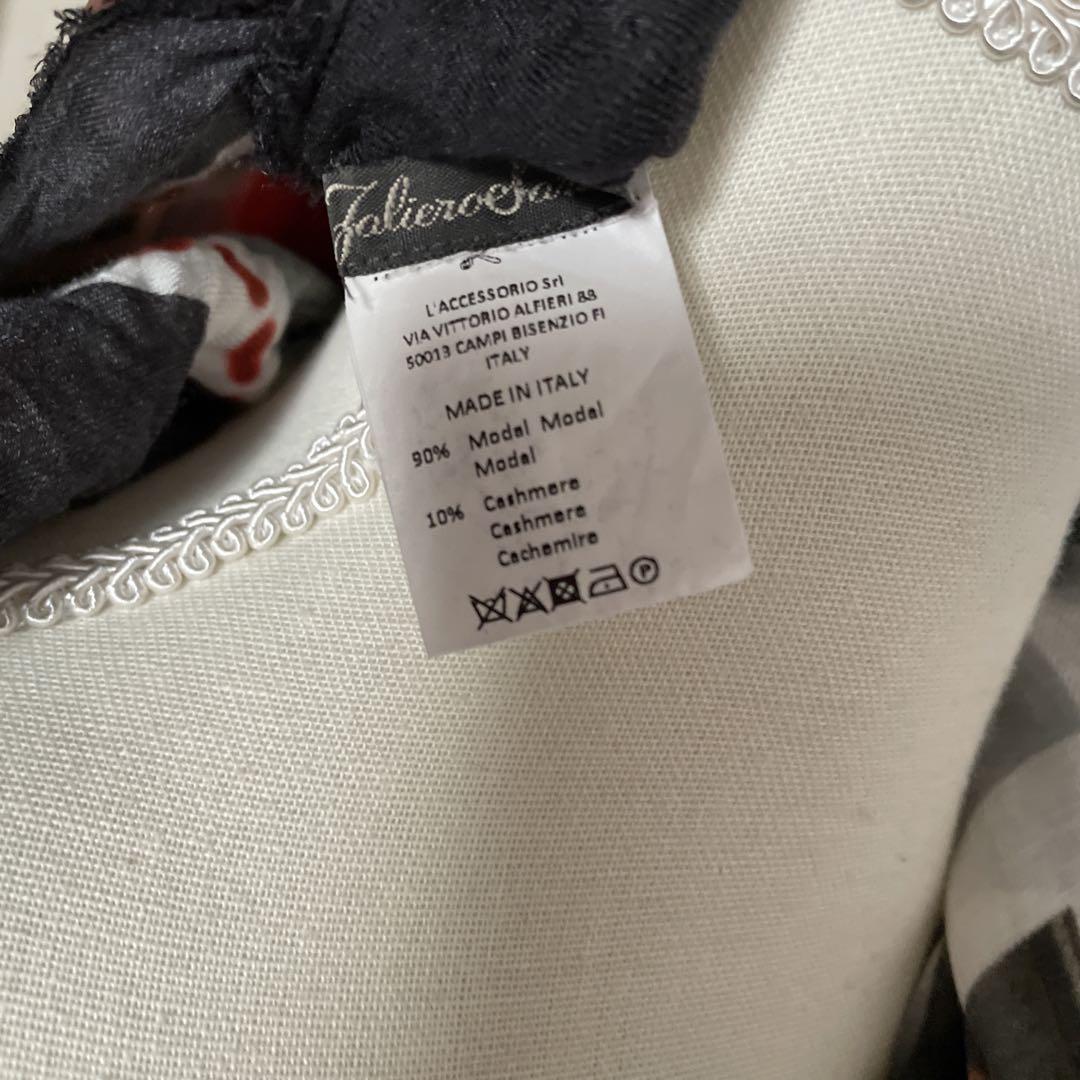 Faliero
L'ACCESSORIO Srl
VIA VITTORIO ALFIERI 88
50013 CAMPI BISENZIO FI
ITALY
MADE IN ITALY
90% Modal Modal
Modal
10% Cashmere
Cashmere
Cachemire
P